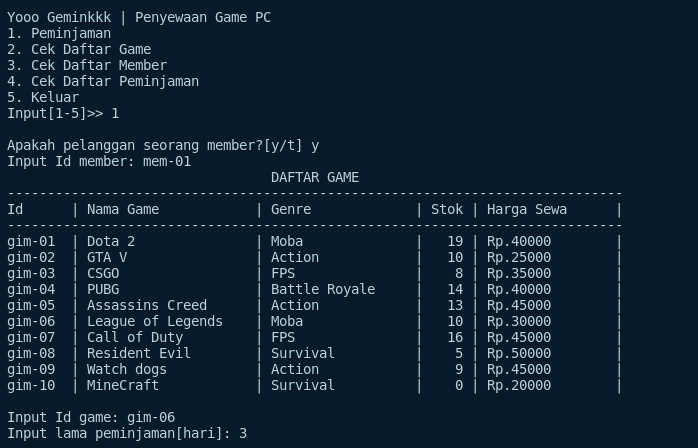 Yooo Geminkkk | Penyewaan Game PC
1. Peminjaman
2. Cek Daftar Game
3. Cek Daftar Member
4. Cek Daftar Peminjaman
5. Keluar
Input[1-5]>> 1
Apakah pelanggan seorang member?[y/t] y
Input Id member: mem-01
                                 DAFTAR GAME
-----------------------------------------------------------------------------
Id      | Nama Game            | Genre             | Stok | Harga Sewa      |
-----------------------------------------------------------------------------
gim-01  | Dota 2               | Moba              |   19 | Rp.40000        |
gim-02  | GTA V                | Action            |   10 | Rp.25000        |
gim-03  | CSGO                 | FPS               |    8 | Rp.35000        |
gim-04  | PUBG                 | Battle Royale     |   14 | Rp.40000        |
gim-05  | Assassins Creed      | Action            |   13 | Rp.45000        |
gim-06  | League of Legends    | Moba              |   10 | Rp.30000        |
gim-07  | Call of Duty         | FPS               |   16 | Rp.45000        |
gim-08  | Resident Evil        | Survival          |    5 | Rp.50000        |
gim-09  | Watch dogs           | Action            |    9 | Rp.45000        |
gim-10  | MineCraft            | Survival          |    0 | Rp.20000        |
Input Id game: gim-06
Input lama peminjaman[hari]: 3